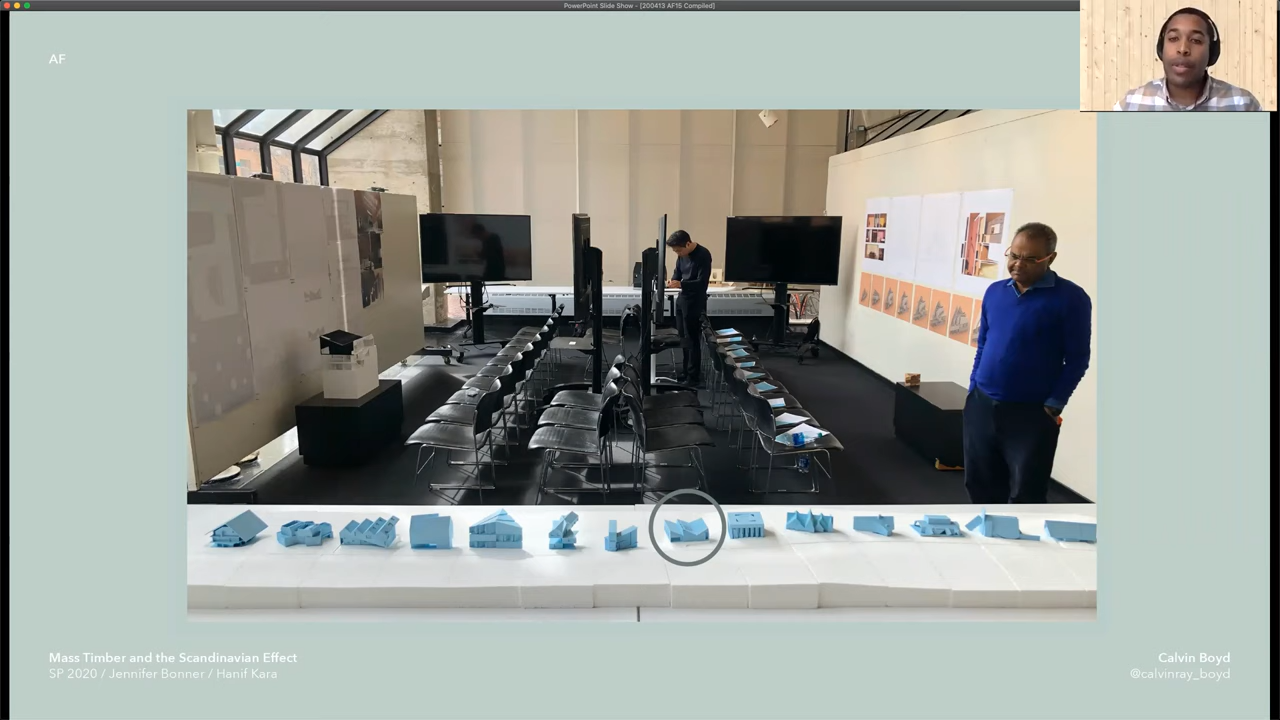 PowerPoint Slide Show - [200413 AF15 Compiled]
AF
Mass Timber and the Scandinavian Effect
SP 2020 / Jennifer Bonner / Hanif Kara
Calvin Boyd
@calvinray_boyd